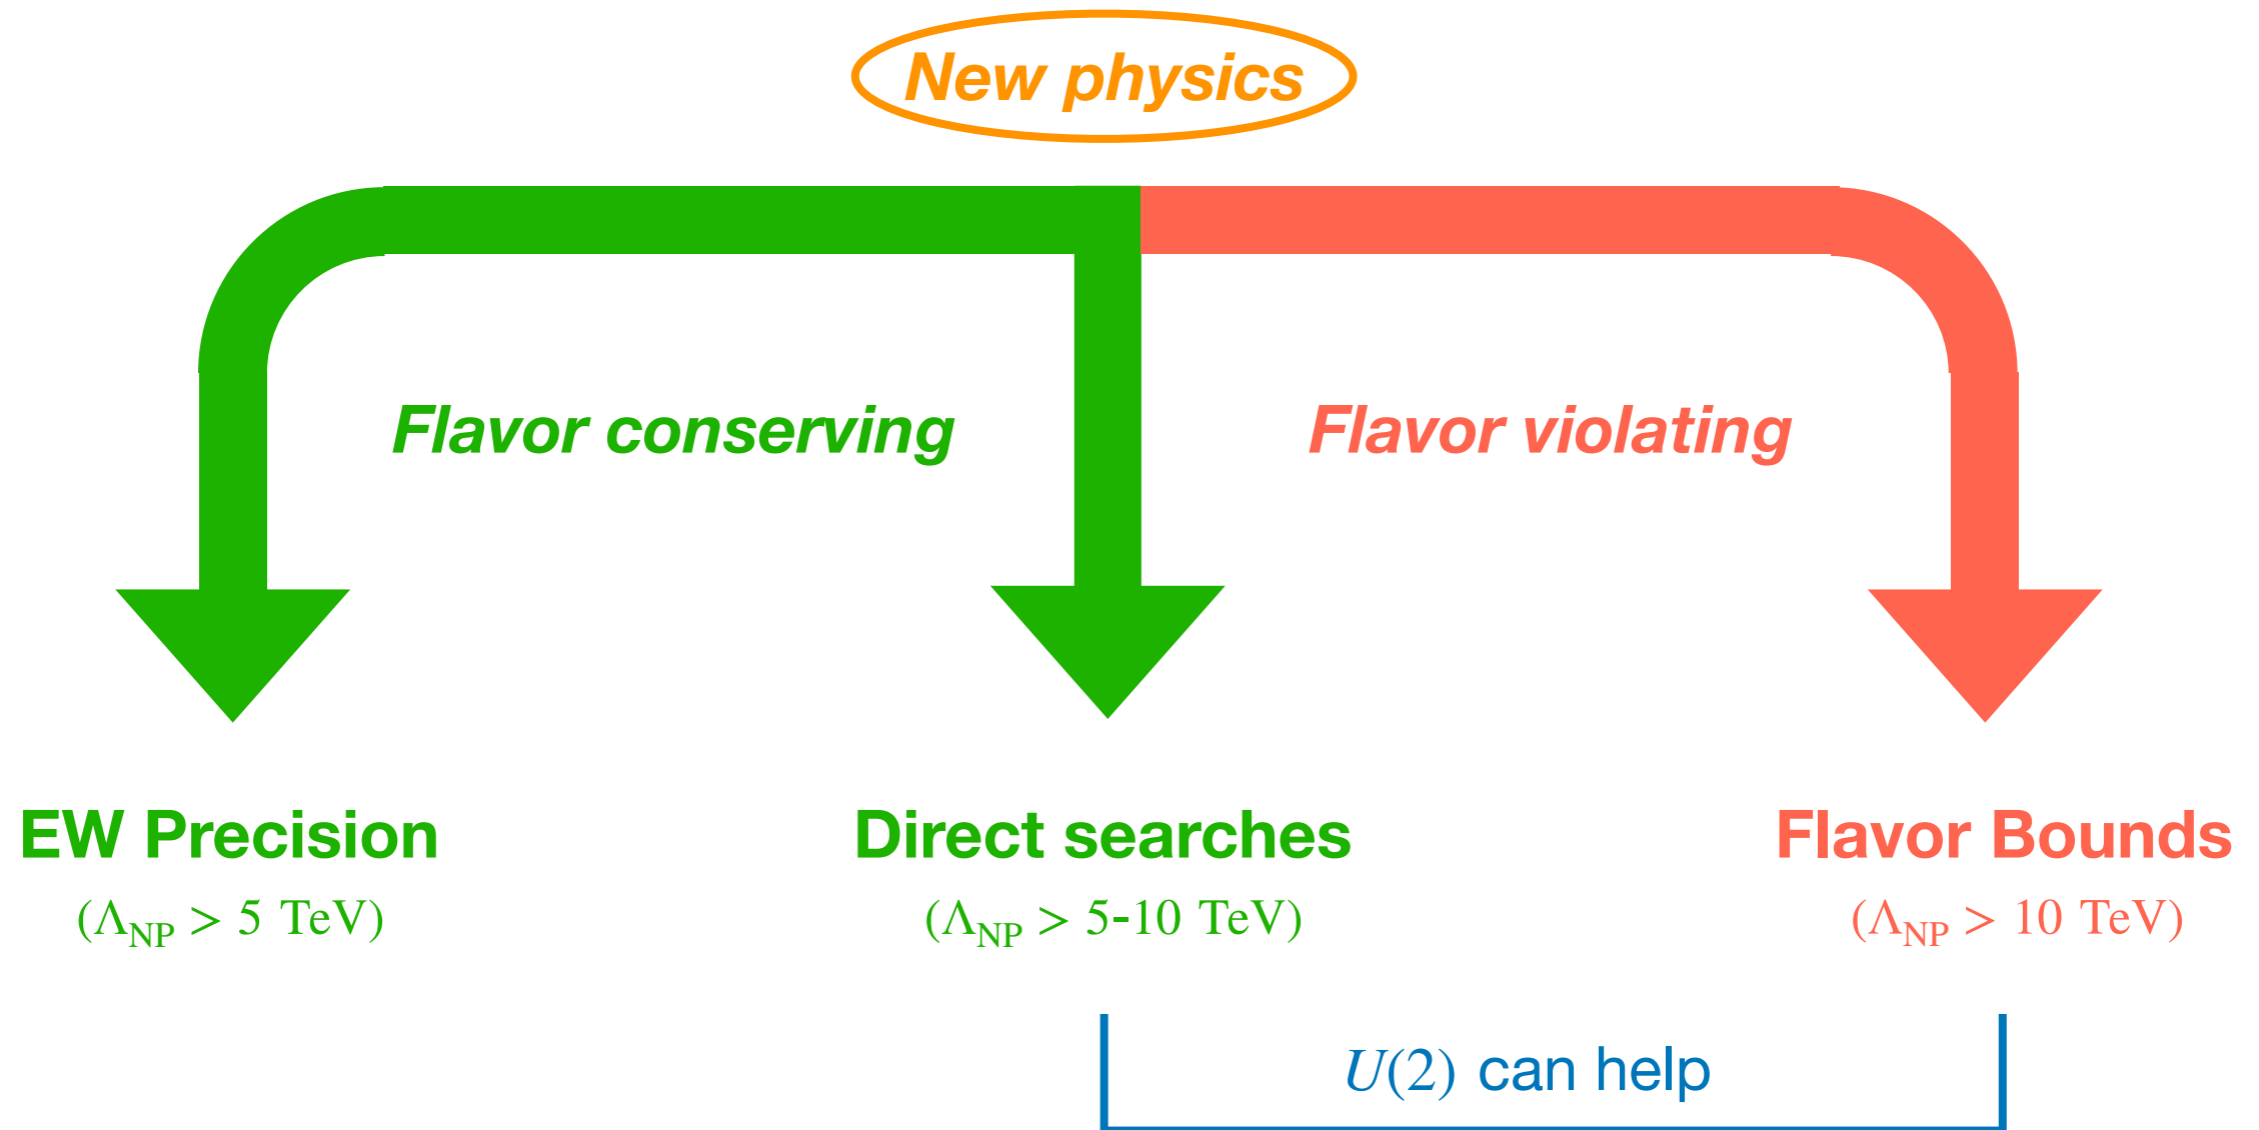 New physics
Flavor conserving
Flavor violating
EW Precision
(Λ_NP > 5 TeV)
Direct searches
(Λ_NP > 5-10 TeV)
Flavor Bounds
(Λ_NP > 10 TeV)
U(2) can help